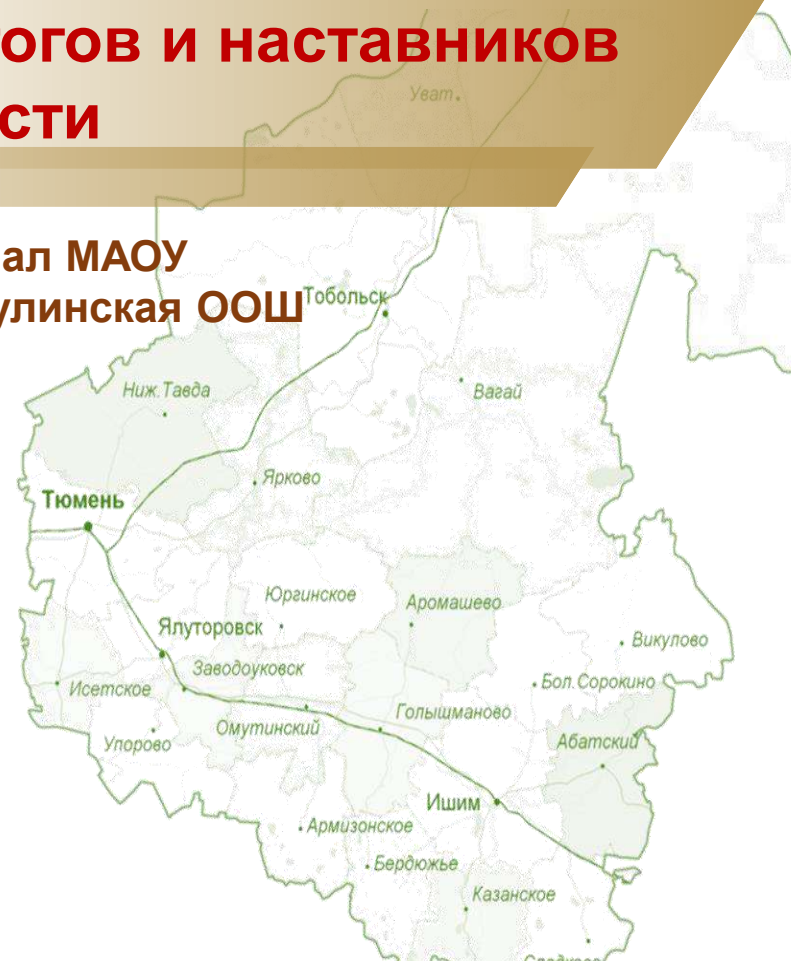 огов и наставников
сти
Уват
ал МАОУ
улинская ООШ
Тобольск
Ниж.Тавда
Вагай
Ярково
Тюмень
Юргинское
Аромашево
Ялуторовск
Викулово
Заводоуковск
Исетское
Бол.Сорокино
Голышманово
Омутинский
Упорово
Абатский
Ишим
Армизонское
Бердюжье
Казанское